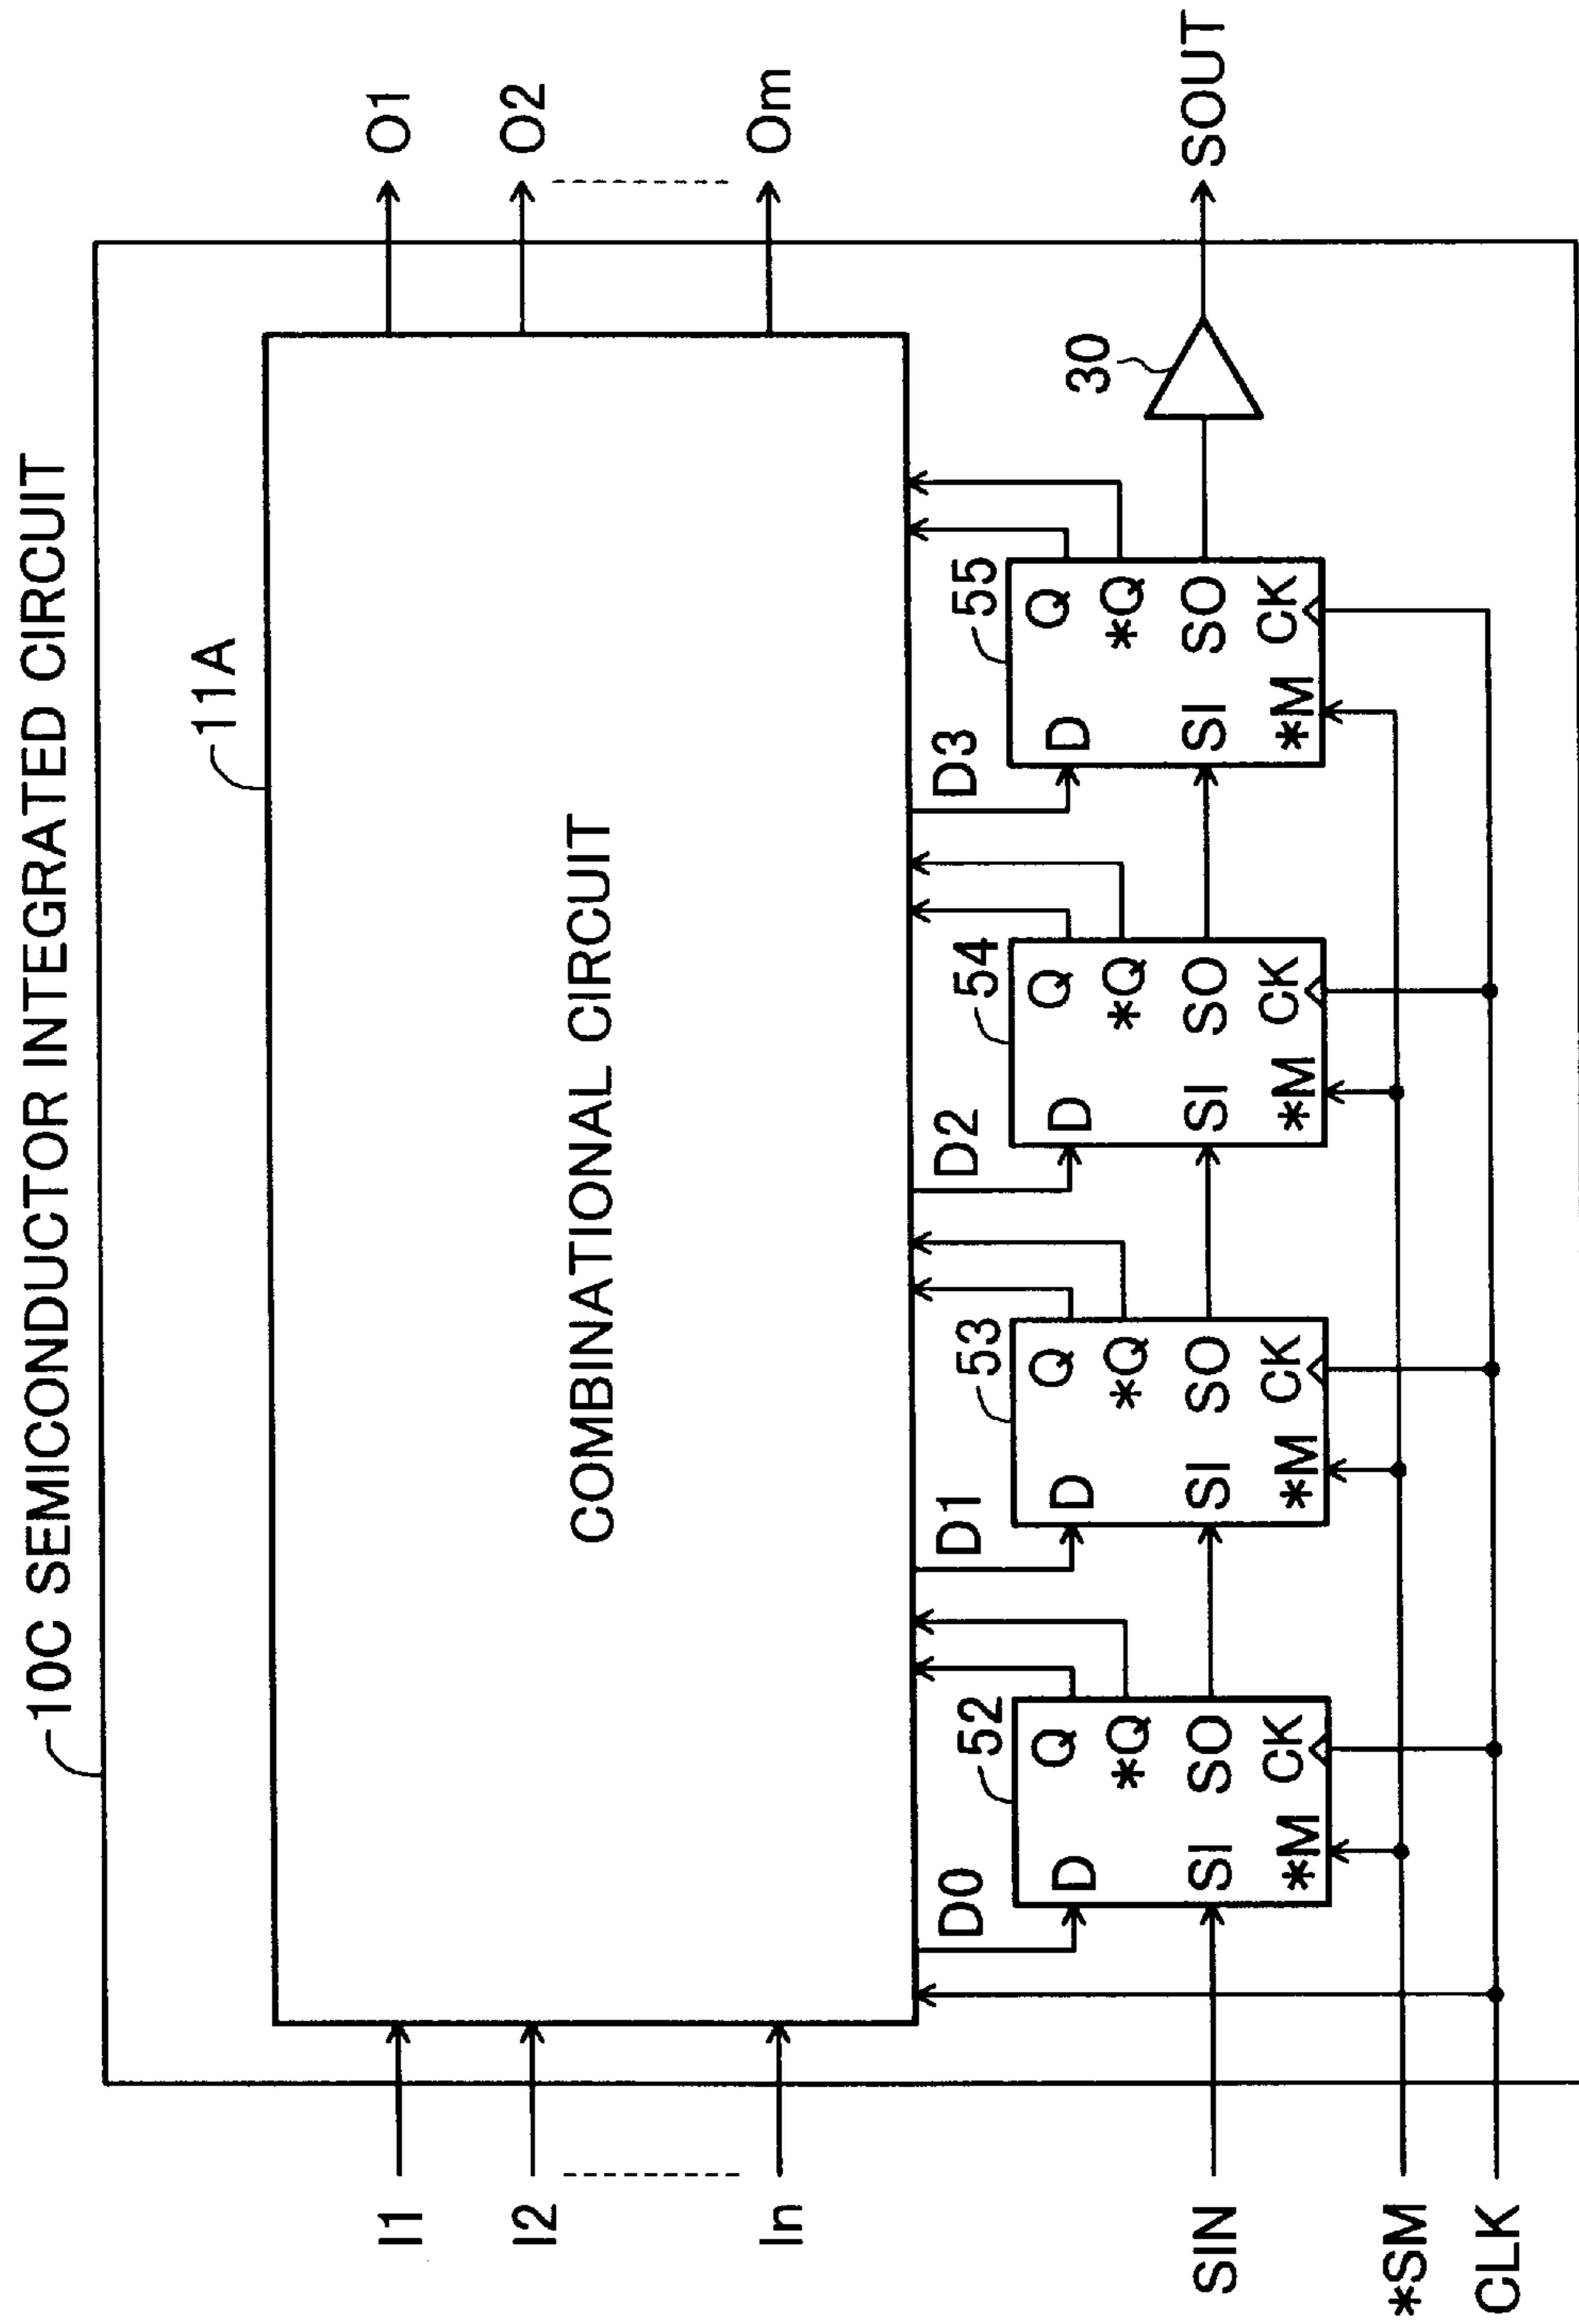 10C SEMICONDUCTOR INTEGRATED CIRCUIT
11A
COMBINATIONAL CIRCUIT
I1
I2
In
O1
O2
Om
D0
52
D1
53
D2
54
D3
55
30
D Q
*Q
SI SO
*M CK
D Q
*Q
SI SO
*M CK
D Q
*Q
SI SO
*M CK
D Q
*Q
SI SO
*M CK
SIN
SOUT
*SM
CLK